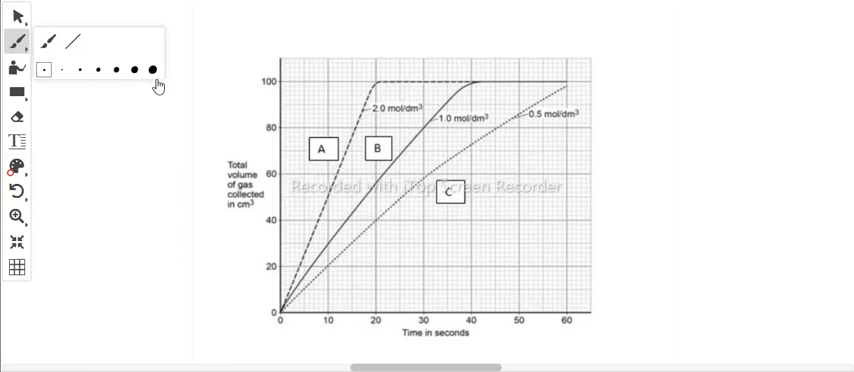 100
2.0 mol/dm³
1.0 mol/dm³
0.5 mol/dm³
80
A
B
Total
volume
of gas
collected
in cm³
60
Recorded with iTop Screen Recorder
C
40
20
0
0 10 20 30 40 50 60
Time in seconds
T